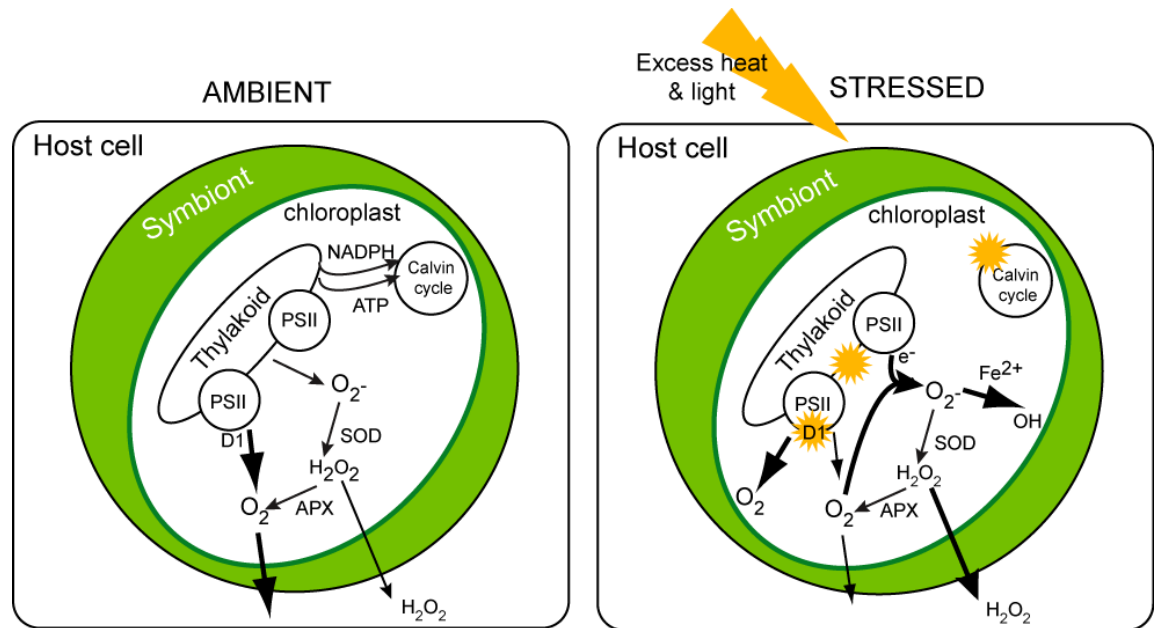 AMBIENT
Host cell
Symbiont
chloroplast
NADPH
ATP
Calvin
cycle
Thylakoid
PSII
PSII
D1
O₂-
SOD
H₂O₂
APX
O₂
H₂O₂
Excess heat
& light
STRESSED
Host cell
Symbiont
chloroplast
Calvin
cycle
Thylakoid
PSII
e-
PSII
D1
O₂-
Fe²⁺
OH
SOD
H₂O₂
APX
O₂
O₂
H₂O₂